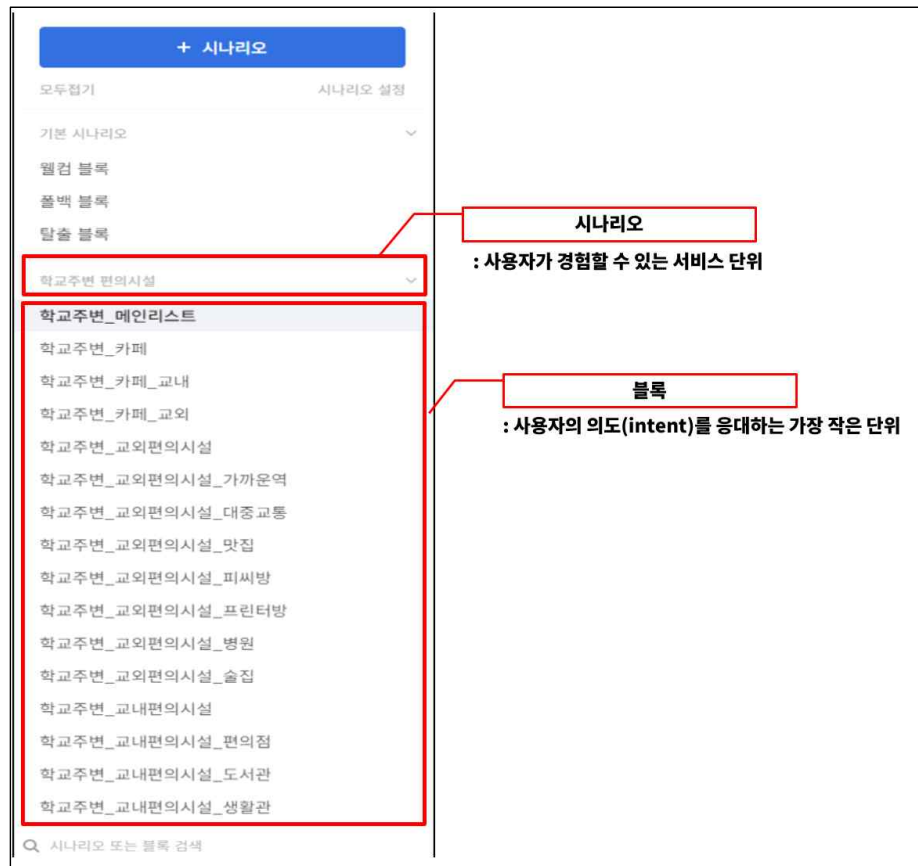 + 시나리오
모두접기 시나리오 설정
기본 시나리오
웰컴 블록
폴백 블록
탈출 블록
시나리오
: 사용자가 경험할 수 있는 서비스 단위
학교주변 편의시설
학교주변_메인리스트
학교주변_카페
학교주변_카페_교내
블록
학교주변_카페_교외
: 사용자의 의도(intent)를 응대하는 가장 작은 단위
학교주변_교외편의시설
학교주변_교외편의시설_가까운역
학교주변_교외편의시설_대중교통
학교주변_교외편의시설_맛집
학교주변_교외편의시설_피씨방
학교주변_교외편의시설_프린터방
학교주변_교외편의시설_병원
학교주변_교외편의시설_술집
학교주변_교내편의시설
학교주변_교내편의시설_편의점
학교주변_교내편의시설_도서관
학교주변_교내편의시설_생활관
시나리오 또는 블록 검색